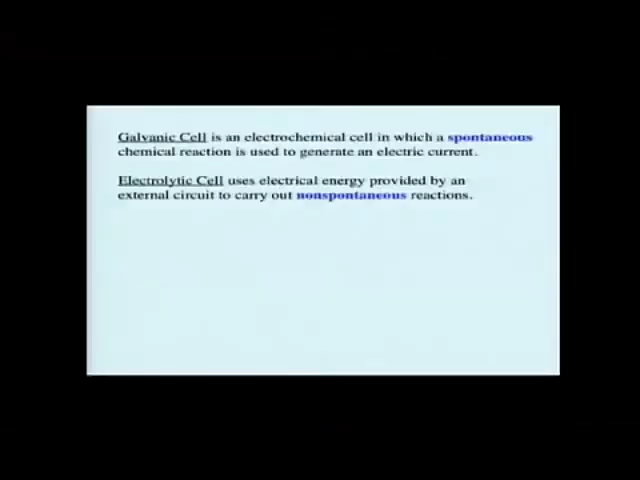 Galvanic Cell is an electrochemical cell in which a spontaneous
chemical reaction is used to generate an electric current.
Electrolytic Cell uses electrical energy provided by an
external circuit to carry out nonspontaneous reactions.